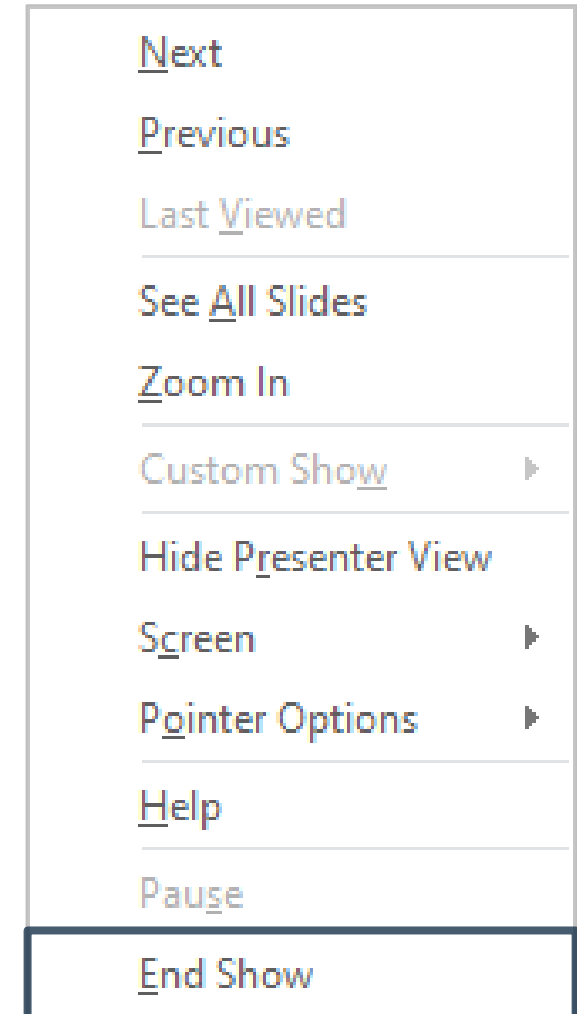 Next
Previous
Last Viewed
See All Slides
Zoom In
Custom Show
Hide Presenter View
Screen
Pointer Options
Help
Pause
End Show